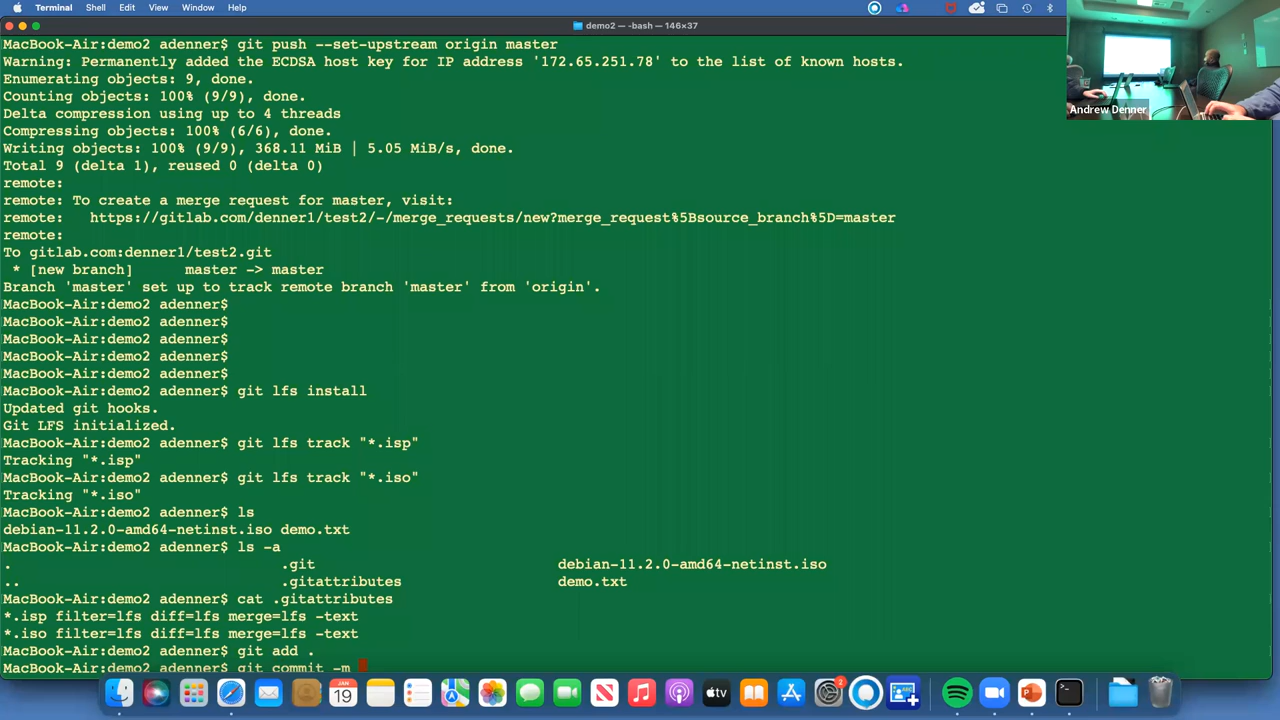 Terminal Shell Edit View Window Help
demo2 — -bash — 146×37
MacBook-Air:demo2 adenner$ git push --set-upstream origin master
Warning: Permanently added the ECDSA host key for IP address '172.65.251.78' to the list of known hosts.
Enumerating objects: 9, done.
Counting objects: 100% (9/9), done.
Delta compression using up to 4 threads
Compressing objects: 100% (6/6), done.
Writing objects: 100% (9/9), 368.11 MiB | 5.05 MiB/s, done.
Total 9 (delta 1), reused 0 (delta 0)
remote:
remote: To create a merge request for master, visit:
remote:   https://gitlab.com/denner1/test2/-/merge_requests/new?merge_request%5Bsource_branch%5D=master
remote:
To gitlab.com:denner1/test2.git
 * [new branch]      master -> master
Branch 'master' set up to track remote branch 'master' from 'origin'.
MacBook-Air:demo2 adenner$
MacBook-Air:demo2 adenner$
MacBook-Air:demo2 adenner$
MacBook-Air:demo2 adenner$
MacBook-Air:demo2 adenner$
MacBook-Air:demo2 adenner$ git lfs install
Updated git hooks.
Git LFS initialized.
MacBook-Air:demo2 adenner$ git lfs track "*.isp"
Tracking "*.isp"
MacBook-Air:demo2 adenner$ git lfs track "*.iso"
Tracking "*.iso"
MacBook-Air:demo2 adenner$ ls
debian-11.2.0-amd64-netinst.iso demo.txt
MacBook-Air:demo2 adenner$ ls -a
. .git debian-11.2.0-amd64-netinst.iso
.. .gitattributes demo.txt
MacBook-Air:demo2 adenner$ cat .gitattributes
*.isp filter=lfs diff=lfs merge=lfs -text
*.iso filter=lfs diff=lfs merge=lfs -text
MacBook-Air:demo2 adenner$ git add .
MacBook-Air:demo2 adenner$ git commit -m
Andrew Denner
JAN
19
tv
2